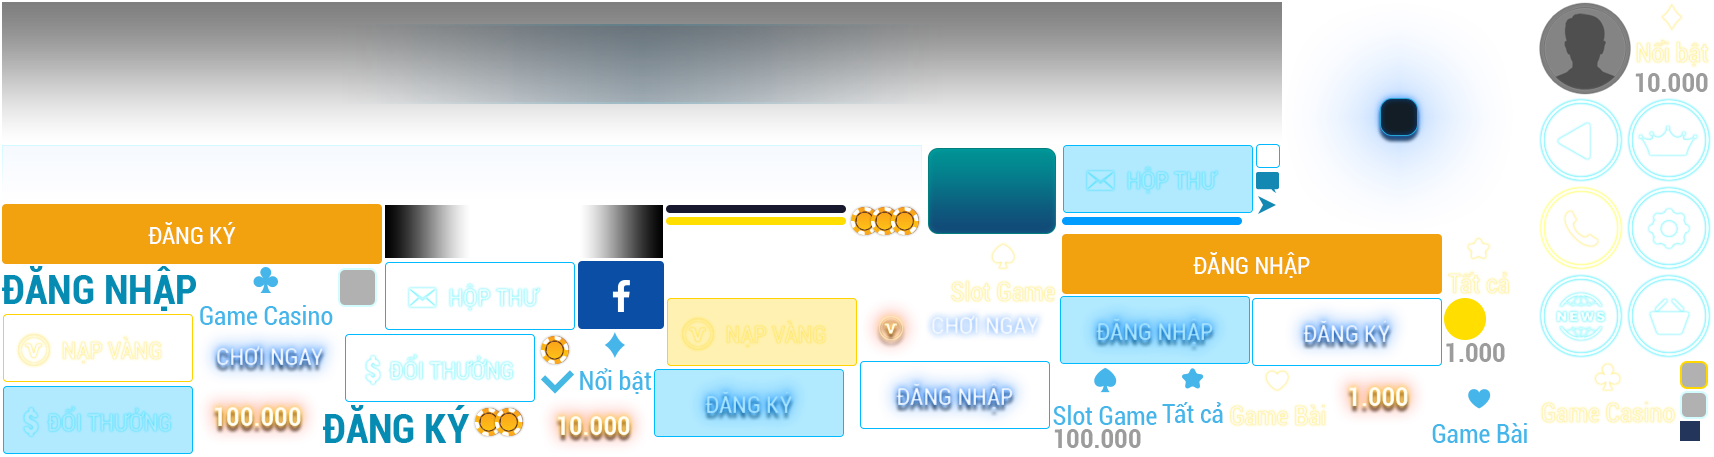 Nổi bật
10.000
HỘP THƯ
ĐĂNG KÝ
ĐĂNG NHẬP
ĐĂNG NHẬP
Game Casino
HỘP THƯ
Slot Game
Tất cả
NẠP VÀNG
CHƠI NGAY
NẠP VÀNG
CHƠI NGAY
ĐĂNG NHẬP
ĐĂNG KÝ
1.000
NEWS
ĐỔI THƯỞNG
Nổi bật
ĐĂNG KÝ
ĐĂNG NHẬP
1.000
ĐỔI THƯỞNG
100.000
ĐĂNG KÝ
10.000
Slot Game
Tất cả
Game Bài
Game Casino
100.000
Game Bài